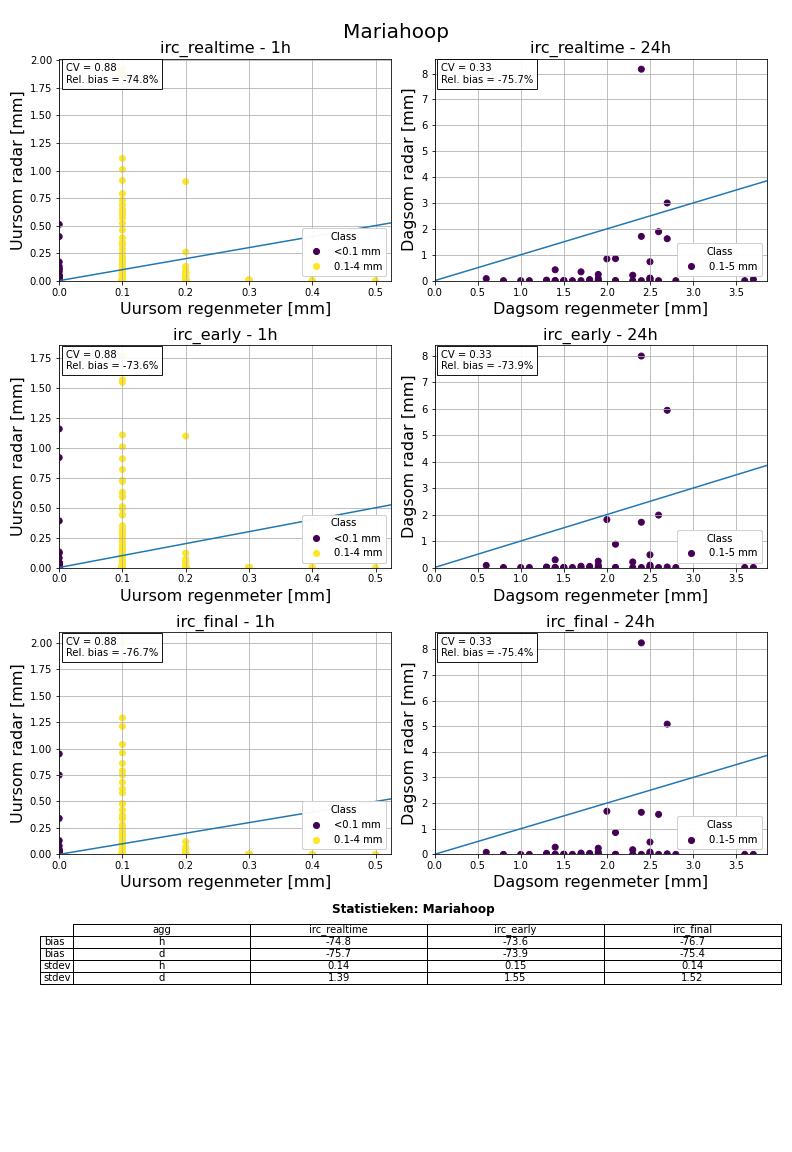 Mariahoop
irc_realtime - 1h
CV = 0.88
Rel. bias = -74.8%
Uursom radar [mm]
2.00
1.75
1.50
1.25
1.00
0.75
0.50
0.25
0.00
0.0 0.1 0.2 0.3 0.4 0.5
Uursom regenmeter [mm]
Class
<0.1 mm
0.1-4 mm
irc_realtime - 24h
CV = 0.33
Rel. bias = -75.7%
Dagsom radar [mm]
8
7
6
5
4
3
2
1
0
0.0 0.5 1.0 1.5 2.0 2.5 3.0 3.5
Dagsom regenmeter [mm]
Class
0.1-5 mm
irc_early - 1h
CV = 0.88
Rel. bias = -73.6%
Uursom radar [mm]
1.75
1.50
1.25
1.00
0.75
0.50
0.25
0.00
0.0 0.1 0.2 0.3 0.4 0.5
Uursom regenmeter [mm]
Class
<0.1 mm
0.1-4 mm
irc_early - 24h
CV = 0.33
Rel. bias = -73.9%
Dagsom radar [mm]
8
7
6
5
4
3
2
1
0
0.0 0.5 1.0 1.5 2.0 2.5 3.0 3.5
Dagsom regenmeter [mm]
Class
0.1-5 mm
irc_final - 1h
CV = 0.88
Rel. bias = -76.7%
Uursom radar [mm]
2.00
1.75
1.50
1.25
1.00
0.75
0.50
0.25
0.00
0.0 0.1 0.2 0.3 0.4 0.5
Uursom regenmeter [mm]
Class
<0.1 mm
0.1-4 mm
irc_final - 24h
CV = 0.33
Rel. bias = -75.4%
Dagsom radar [mm]
8
7
6
5
4
3
2
1
0
0.0 0.5 1.0 1.5 2.0 2.5 3.0 3.5
Dagsom regenmeter [mm]
Class
0.1-5 mm
Statistieken: Mariahoop
agg irc_realtime irc_early irc_final
bias h -74.8 -73.6 -76.7
bias d -75.7 -73.9 -75.4
stdev h 0.14 0.15 0.14
stdev d 1.39 1.55 1.52